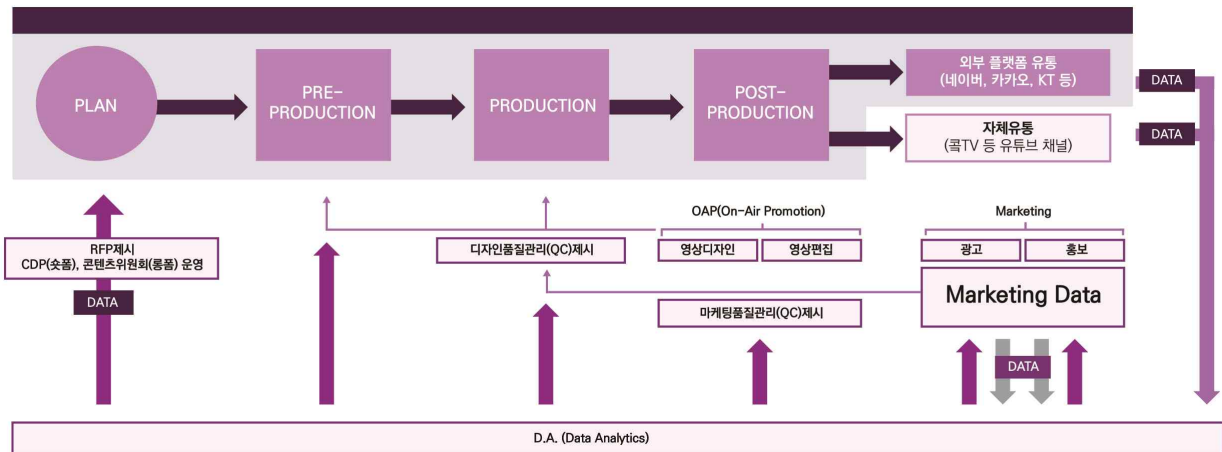 PLAN
PRE-
PRODUCTION
PRODUCTION
POST-
PRODUCTION
외부 플랫폼 유통
(네이버, 카카오, KT 등)
DATA
자체유통
(콕TV 등 유튜브 채널)
DATA
OAP(On-Air Promotion)
Marketing
RFP제시
CDP(숏폼), 콘텐츠위원회(롱폼) 운영
디자인품질관리(QC)제시
영상디자인
영상편집
광고
홍보
DATA
마케팅품질관리(QC)제시
Marketing Data
DATA
D.A. (Data Analytics)